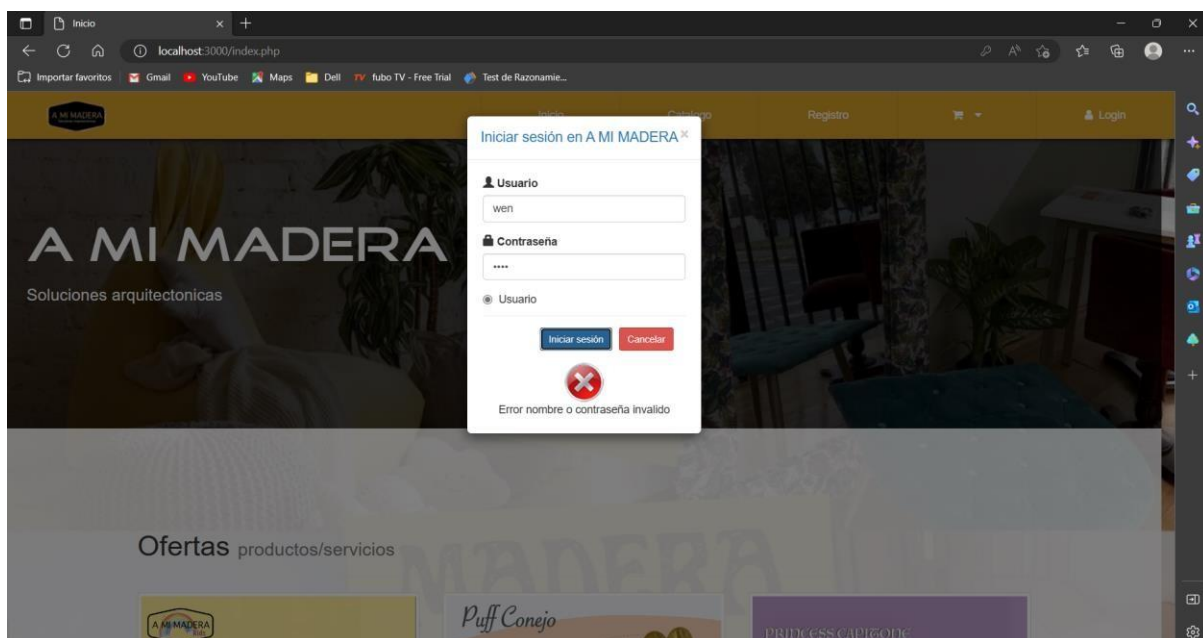 Inicio
localhost:3000/index.php
Importar favoritos Gmail YouTube Maps Dell fubo TV - Free Trial Test de Razonamie...
A MI MADERA Inicio Catalogo Registro Login
Iniciar sesión en A MI MADERA ×
Usuario
wen
Contraseña
••••
Usuario
Iniciar sesión Cancelar
Error nombre o contraseña invalido
A MI MADERA
Soluciones arquitectonicas
Ofertas productos/servicios
MADERA
A MI MADERA
Kids
Puff Conejo
PRINCESS CAPITONE